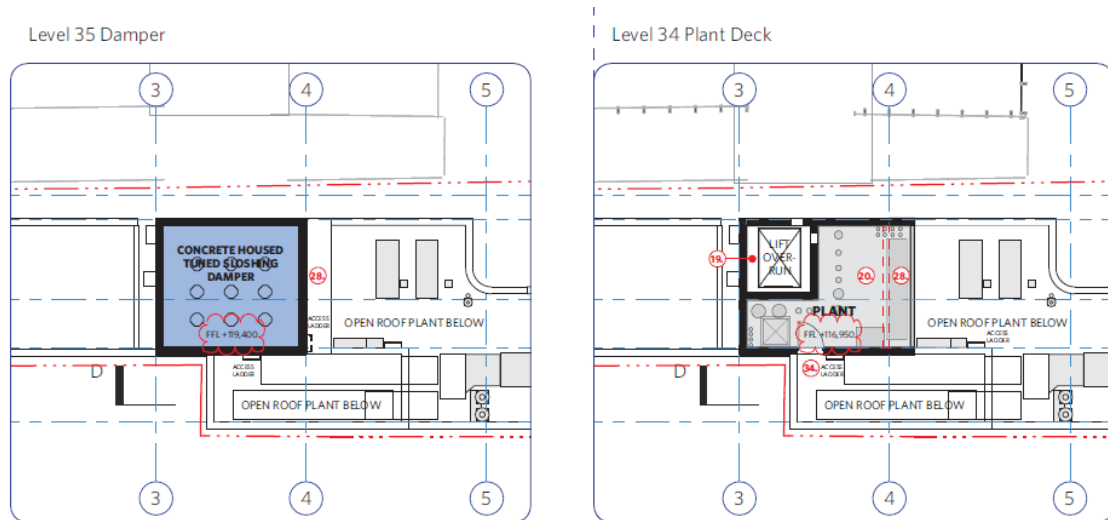 Level 35 Damper
3
4
5
CONCRETE HOUSED
TUNED SLOSHING
DAMPER
28.
FFL +119,400
ACCESS
LADDER
OPEN ROOF PLANT BELOW
D
ACCESS
LADDER
OPEN ROOF PLANT BELOW
3
4
5
Level 34 Plant Deck
3
4
5
LIFT
OVER-
RUN
19.
20.
28.
PLANT
FFL +116,950
OPEN ROOF PLANT BELOW
ACCESS
LADDER
D
34.
ACCESS
LADDER
OPEN ROOF PLANT BELOW
3
4
5